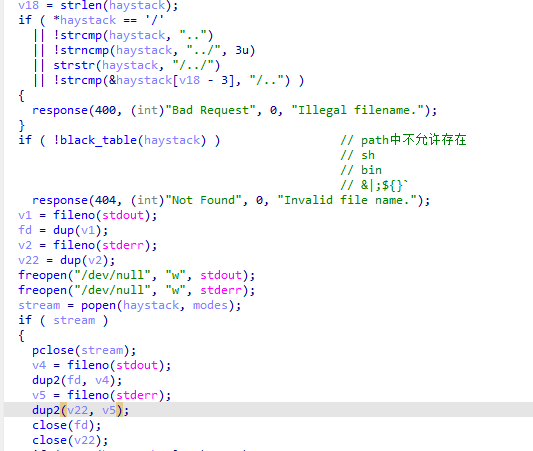 v18 = strlen(haystack);
if ( *haystack == '/'
|| !strcmp(haystack, "..")
|| !strncmp(haystack, "../", 3u)
|| strstr(haystack, "/../")
|| !strcmp(&haystack[v18 - 3], "/..") )
{
response(400, (int)"Bad Request", 0, "Illegal filename.");
}
if ( !black_table(haystack) ) // path中不允许存在
// sh
// bin
// &|;${}`
response(404, (int)"Not Found", 0, "Invalid file name.");
v1 = fileno(stdout);
fd = dup(v1);
v2 = fileno(stderr);
v22 = dup(v2);
freopen("/dev/null", "w", stdout);
freopen("/dev/null", "w", stderr);
stream = popen(haystack, modes);
if ( stream )
{
pclose(stream);
v4 = fileno(stdout);
dup2(fd, v4);
v5 = fileno(stderr);
dup2(v22, v5);
close(fd);
close(v22);